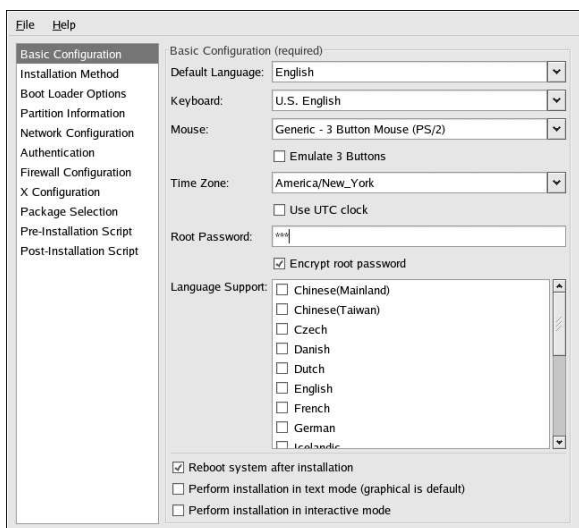 File Help
Basic Configuration
Installation Method
Boot Loader Options
Partition Information
Network Configuration
Authentication
Firewall Configuration
X Configuration
Package Selection
Pre-Installation Script
Post-Installation Script
Basic Configuration (required)
Default Language: English
Keyboard: U.S. English
Mouse: Generic - 3 Button Mouse (PS/2)
Emulate 3 Buttons
Time Zone: America/New_York
Use UTC clock
Root Password: ***
Encrypt root password
Language Support: Chinese(Mainland)
Chinese(Taiwan)
Czech
Danish
Dutch
English
French
German
Icelandic
Reboot system after installation
Perform installation in text mode (graphical is default)
Perform installation in interactive mode